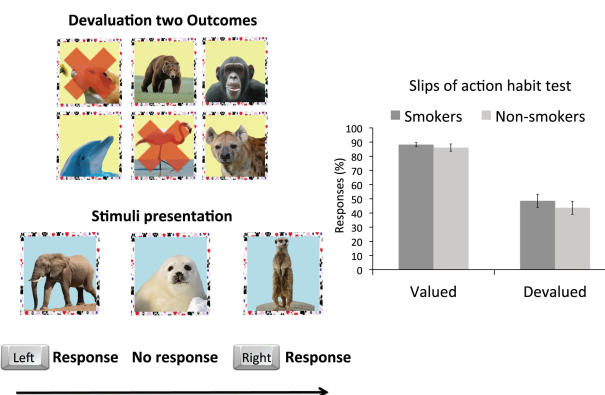 Devaluation two Outcomes
Stimuli presentation
Left Response No response Right Response
Slips of action habit test
Smokers Non-smokers
Responses (%)
100
90
80
70
60
50
40
30
20
10
0
Valued Devalued